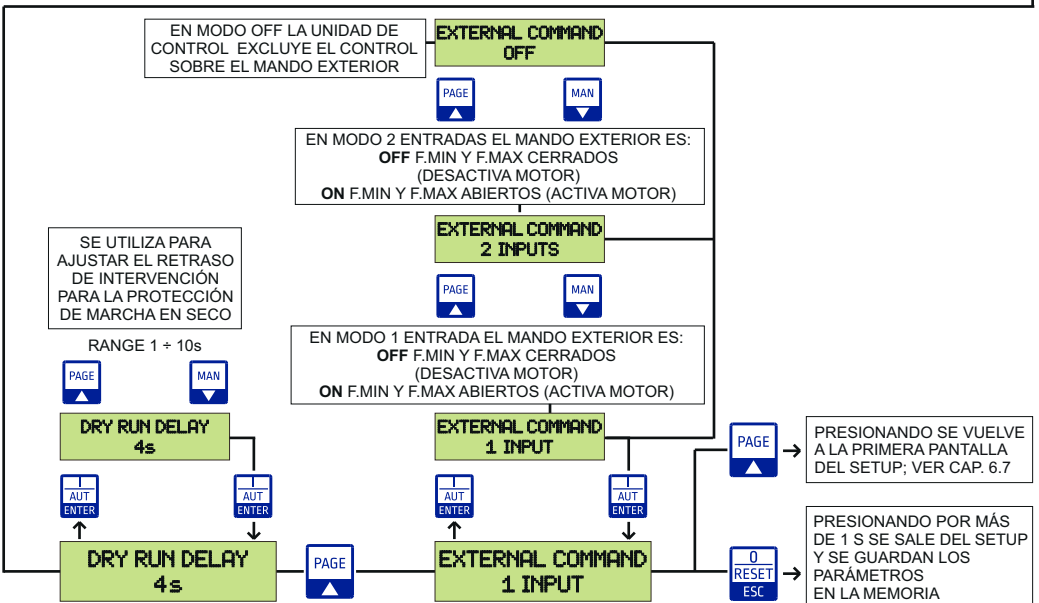 EN MODO OFF LA UNIDAD DE
CONTROL EXCLUYE EL CONTROL
SOBRE EL MANDO EXTERIOR
EXTERNAL COMMAND
OFF
PAGE
MAN
EN MODO 2 ENTRADAS EL MANDO EXTERIOR ES:
OFF F.MIN Y F.MAX CERRADOS
(DESACTIVA MOTOR)
ON F.MIN Y F.MAX ABIERTOS (ACTIVA MOTOR)
EXTERNAL COMMAND
2 INPUTS
PAGE
MAN
SE UTILIZA PARA
AJUSTAR EL RETRASO
DE INTERVENCIÓN
PARA LA PROTECCIÓN
DE MARCHA EN SECO
RANGE 1 ÷ 10s
PAGE
MAN
EN MODO 1 ENTRADA EL MANDO EXTERIOR ES:
OFF F.MIN Y F.MAX CERRADOS
(DESACTIVA MOTOR)
ON F.MIN Y F.MAX ABIERTOS (ACTIVA MOTOR)
DRY RUN DELAY
4s
EXTERNAL COMMAND
1 INPUT
I
AUT
ENTER
I
AUT
ENTER
I
AUT
ENTER
I
AUT
ENTER
PAGE
PRESIONANDO SE VUELVE
A LA PRIMERA PANTALLA
DEL SETUP; VER CAP. 6.7
DRY RUN DELAY
4s
PAGE
EXTERNAL COMMAND
1 INPUT
0
RESET
ESC
PRESIONANDO POR MÁS
DE 1 S SE SALE DEL SETUP
Y SE GUARDAN LOS
PARÁMETROS
EN LA MEMORIA